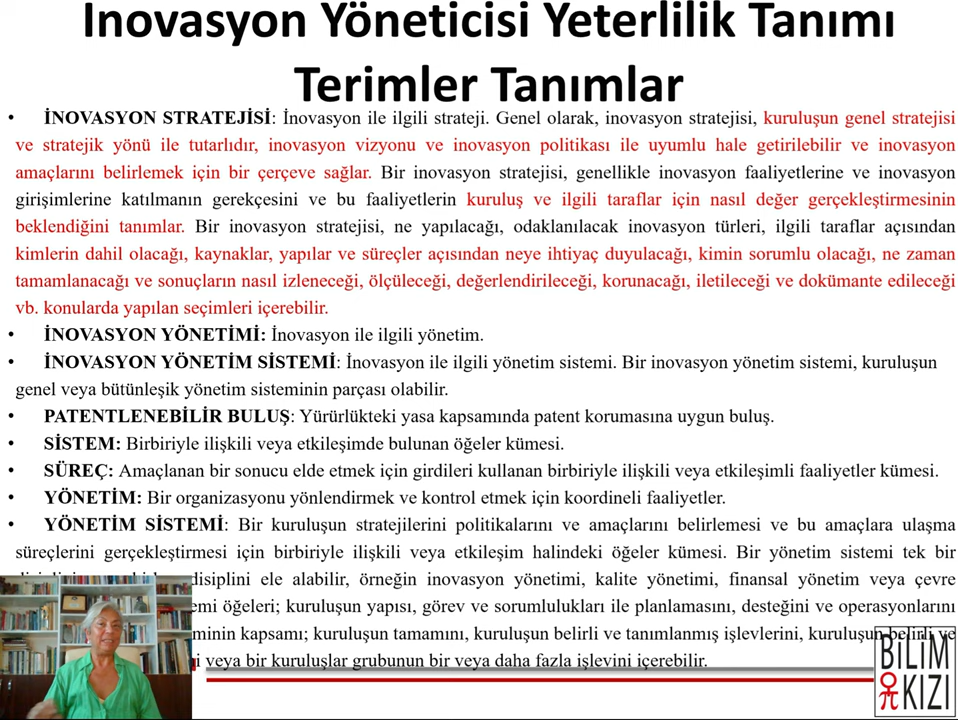 İnovasyon Yöneticisi Yeterlilik Tanımı
Terimler Tanımlar
• İNOVASYON STRATEJİSİ: İnovasyon ile ilgili strateji. Genel olarak, inovasyon stratejisi, kuruluşun genel stratejisi
ve stratejik yönü ile tutarlıdır, inovasyon vizyonu ve inovasyon politikası ile uyumlu hale getirilebilir ve inovasyon
amaçlarını belirlemek için bir çerçeve sağlar. Bir inovasyon stratejisi, genellikle inovasyon faaliyetlerine ve inovasyon
girişimlerine katılmanın gerekçesini ve bu faaliyetlerin kuruluş ve ilgili taraflar için nasıl değer gerçekleştirmesinin
beklendiğini tanımlar. Bir inovasyon stratejisi, ne yapılacağı, odaklanılacak inovasyon türleri, ilgili taraflar açısından
kimlerin dahil olacağı, kaynaklar, yapılar ve süreçler açısından neye ihtiyaç duyulacağı, kimin sorumlu olacağı, ne zaman
tamamlanacağı ve sonuçların nasıl izleneceği, ölçüleceği, değerlendirileceği, korunacağı, iletileceği ve dokümante edileceği
vb. konularda yapılan seçimleri içerebilir.
• İNOVASYON YÖNETİMİ: İnovasyon ile ilgili yönetim.
• İNOVASYON YÖNETİM SİSTEMİ: İnovasyon ile ilgili yönetim sistemi. Bir inovasyon yönetim sistemi, kuruluşun
genel veya bütünleşik yönetim sisteminin parçası olabilir.
• PATENTLENEBİLİR BULUŞ: Yürürlükteki yasa kapsamında patent korumasına uygun buluş.
• SİSTEM: Birbiriyle ilişkili veya etkileşimde bulunan öğeler kümesi.
• SÜREÇ: Amaçlanan bir sonucu elde etmek için girdileri kullanan birbiriyle ilişkili veya etkileşimli faaliyetler kümesi.
• YÖNETİM: Bir organizasyonu yönlendirmek ve kontrol etmek için koordineli faaliyetler.
• YÖNETİM SİSTEMİ: Bir kuruluşun stratejilerini politikalarını ve amaçlarını belirlemesi ve bu amaçlara ulaşma
süreçlerini gerçekleştirmesi için birbiriyle ilişkili veya etkileşim halindeki öğeler kümesi. Bir yönetim sistemi tek bir
disiplini ele alabilir, örneğin inovasyon yönetimi, kalite yönetimi, finansal yönetim veya çevre
emi öğeleri; kuruluşun yapısı, görev ve sorumlulukları ile planlamasını, desteğini ve operasyonlarını
minin kapsamı; kuruluşun tamamını, kuruluşun belirli ve tanımlanmış işlevlerini, kuruluşun belirli ve
i veya bir kuruluşlar grubunun bir veya daha fazla işlevini içerebilir.
BİLİM
KIZI